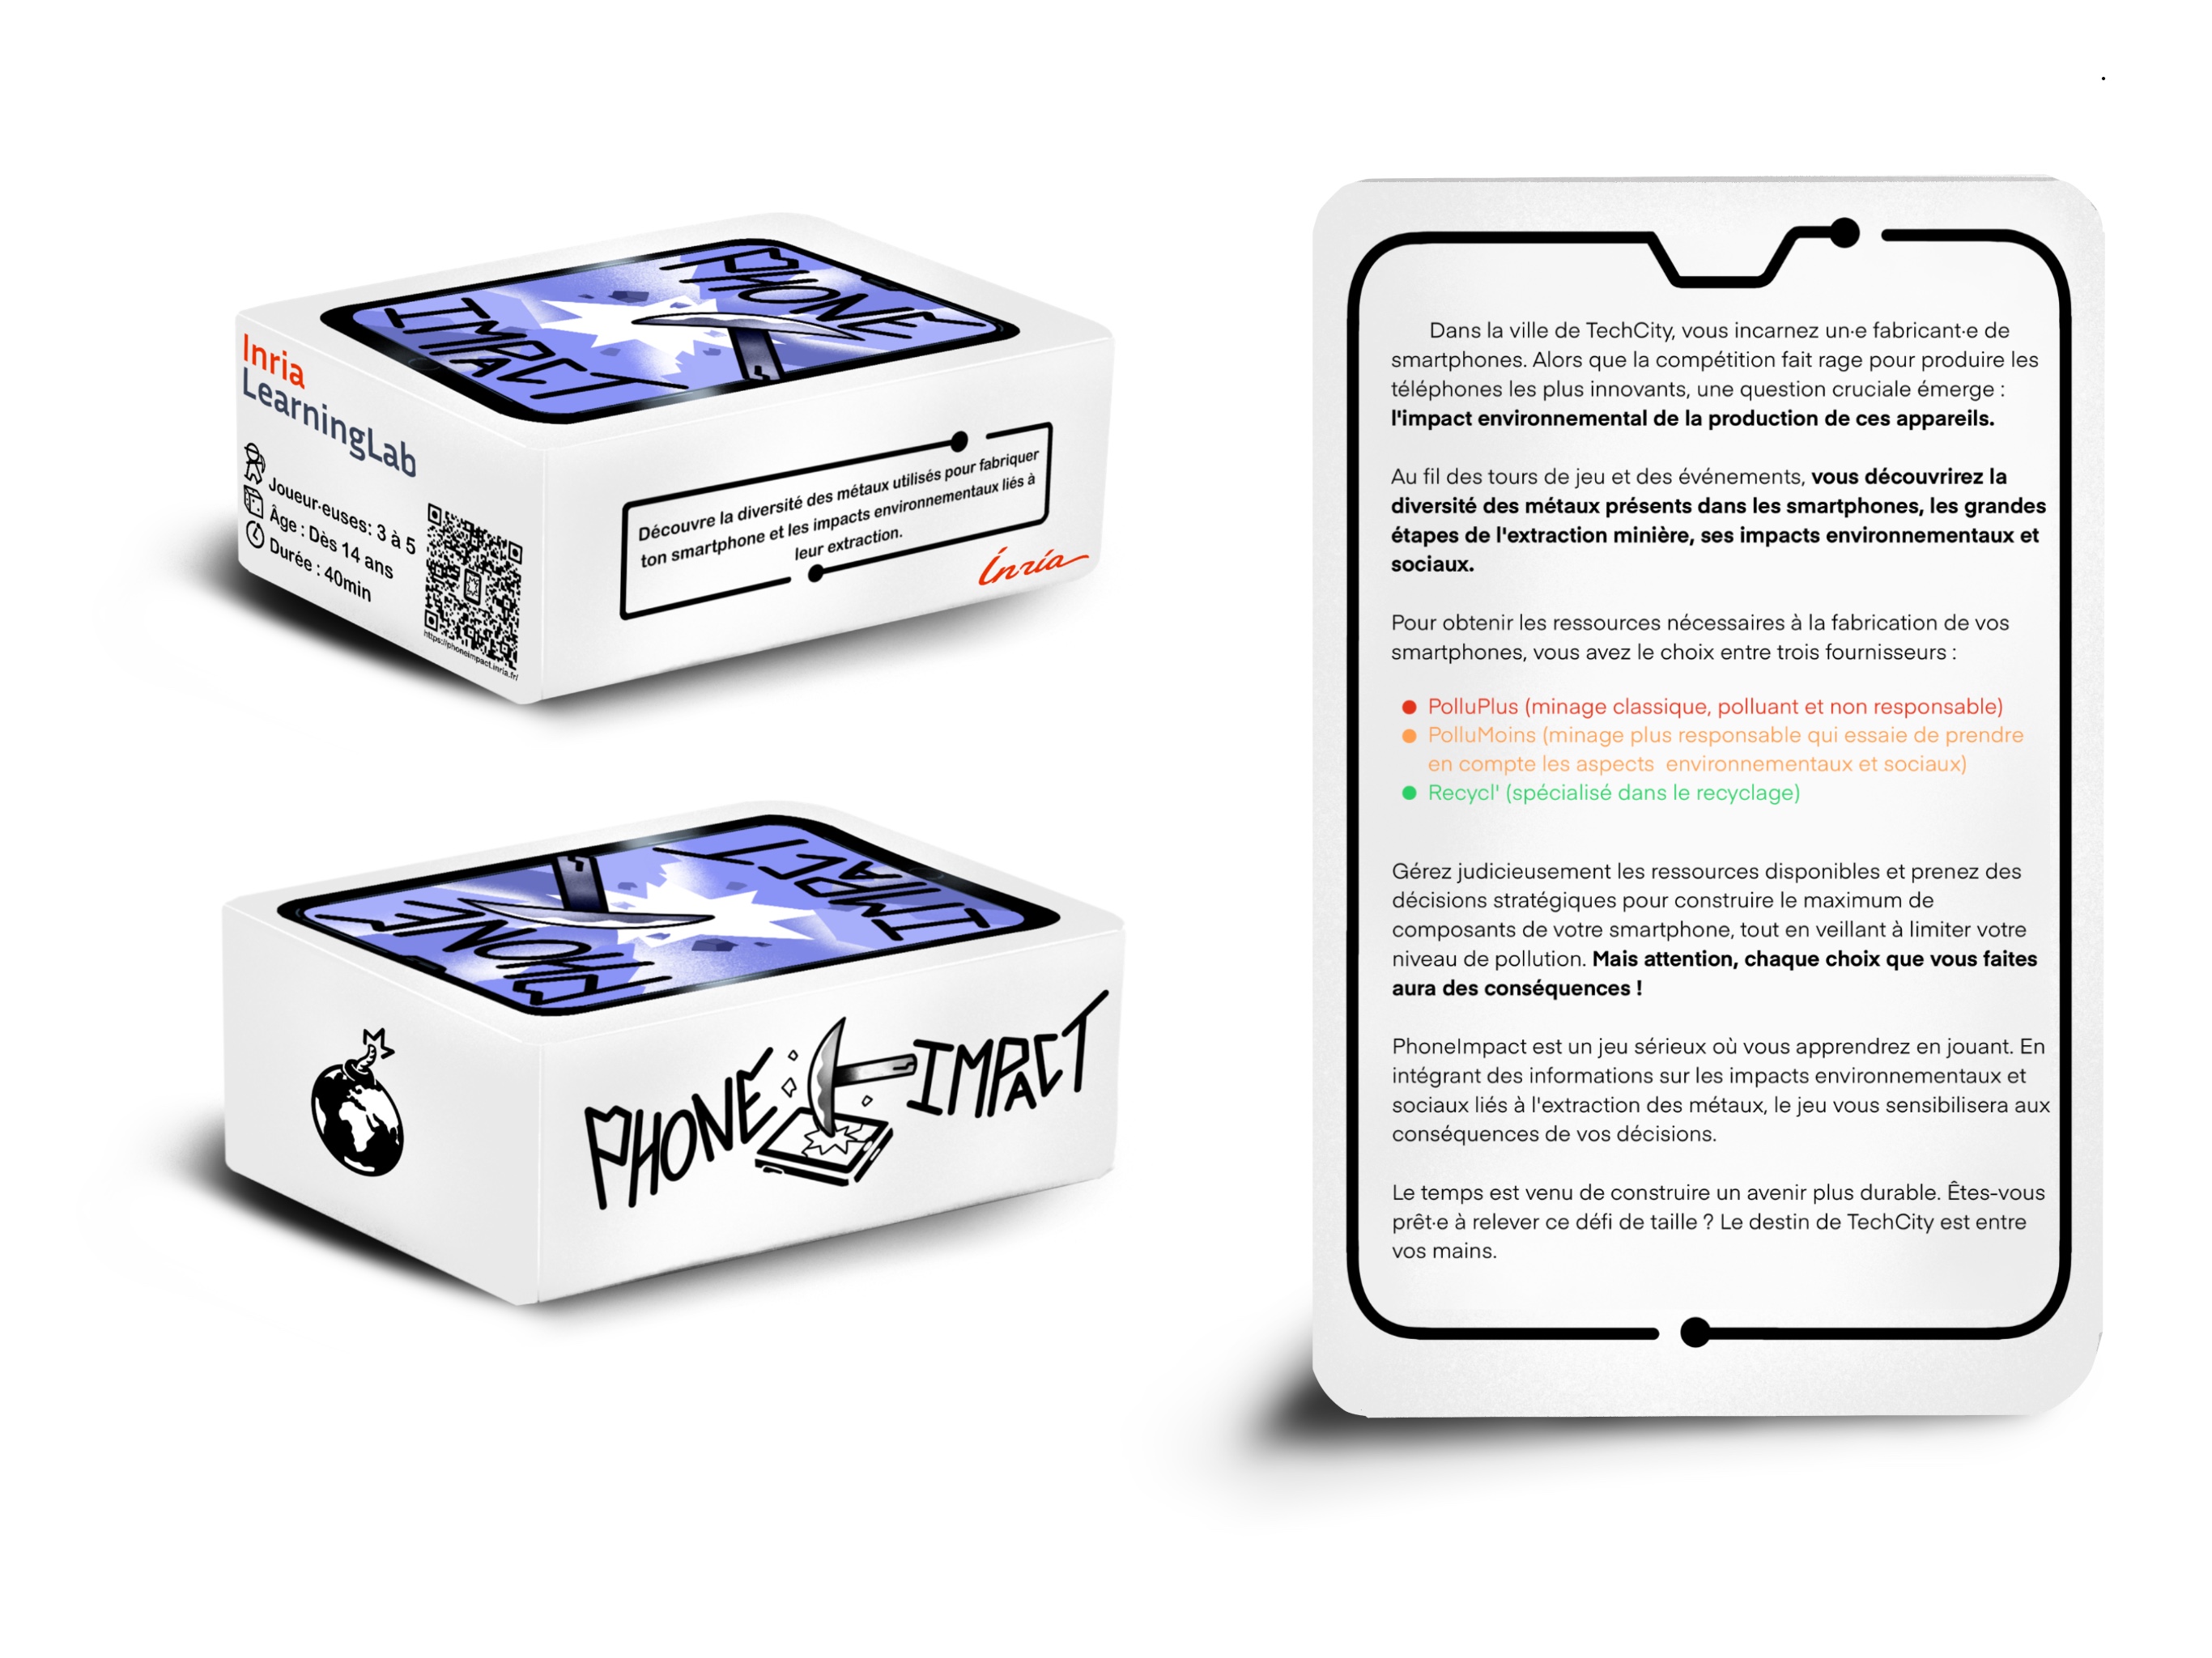 PHONE
IMPACT
Inria
LearningLab
Joueur·euses: 3 à 5
Âge : Dès 14 ans
Durée : 40min
https://phoneimpact.inria.fr/
Découvre la diversité des métaux utilisés pour fabriquer
ton smartphone et les impacts environnementaux liés à
leur extraction.
Inria
PHONE
IMPACT
PHONE IMPACT
Dans la ville de TechCity, vous incarnez un·e fabricant·e de
smartphones. Alors que la compétition fait rage pour produire les
téléphones les plus innovants, une question cruciale émerge :
l'impact environnemental de la production de ces appareils.
Au fil des tours de jeu et des événements, vous découvrirez la
diversité des métaux présents dans les smartphones, les grandes
étapes de l'extraction minière, ses impacts environnementaux et
sociaux.
Pour obtenir les ressources nécessaires à la fabrication de vos
smartphones, vous avez le choix entre trois fournisseurs :
● PolluPlus (minage classique, polluant et non responsable)
● PolluMoins (minage plus responsable qui essaie de prendre
en compte les aspects  environnementaux et sociaux)
● Recycl' (spécialisé dans le recyclage)
Gérez judicieusement les ressources disponibles et prenez des
décisions stratégiques pour construire le maximum de
composants de votre smartphone, tout en veillant à limiter votre
niveau de pollution. Mais attention, chaque choix que vous faites
aura des conséquences !
PhoneImpact est un jeu sérieux où vous apprendrez en jouant. En
intégrant des informations sur les impacts environnementaux et
sociaux liés à l'extraction des métaux, le jeu vous sensibilisera aux
conséquences de vos décisions.
Le temps est venu de construire un avenir plus durable. Êtes-vous
prêt·e à relever ce défi de taille ? Le destin de TechCity est entre
vos mains.